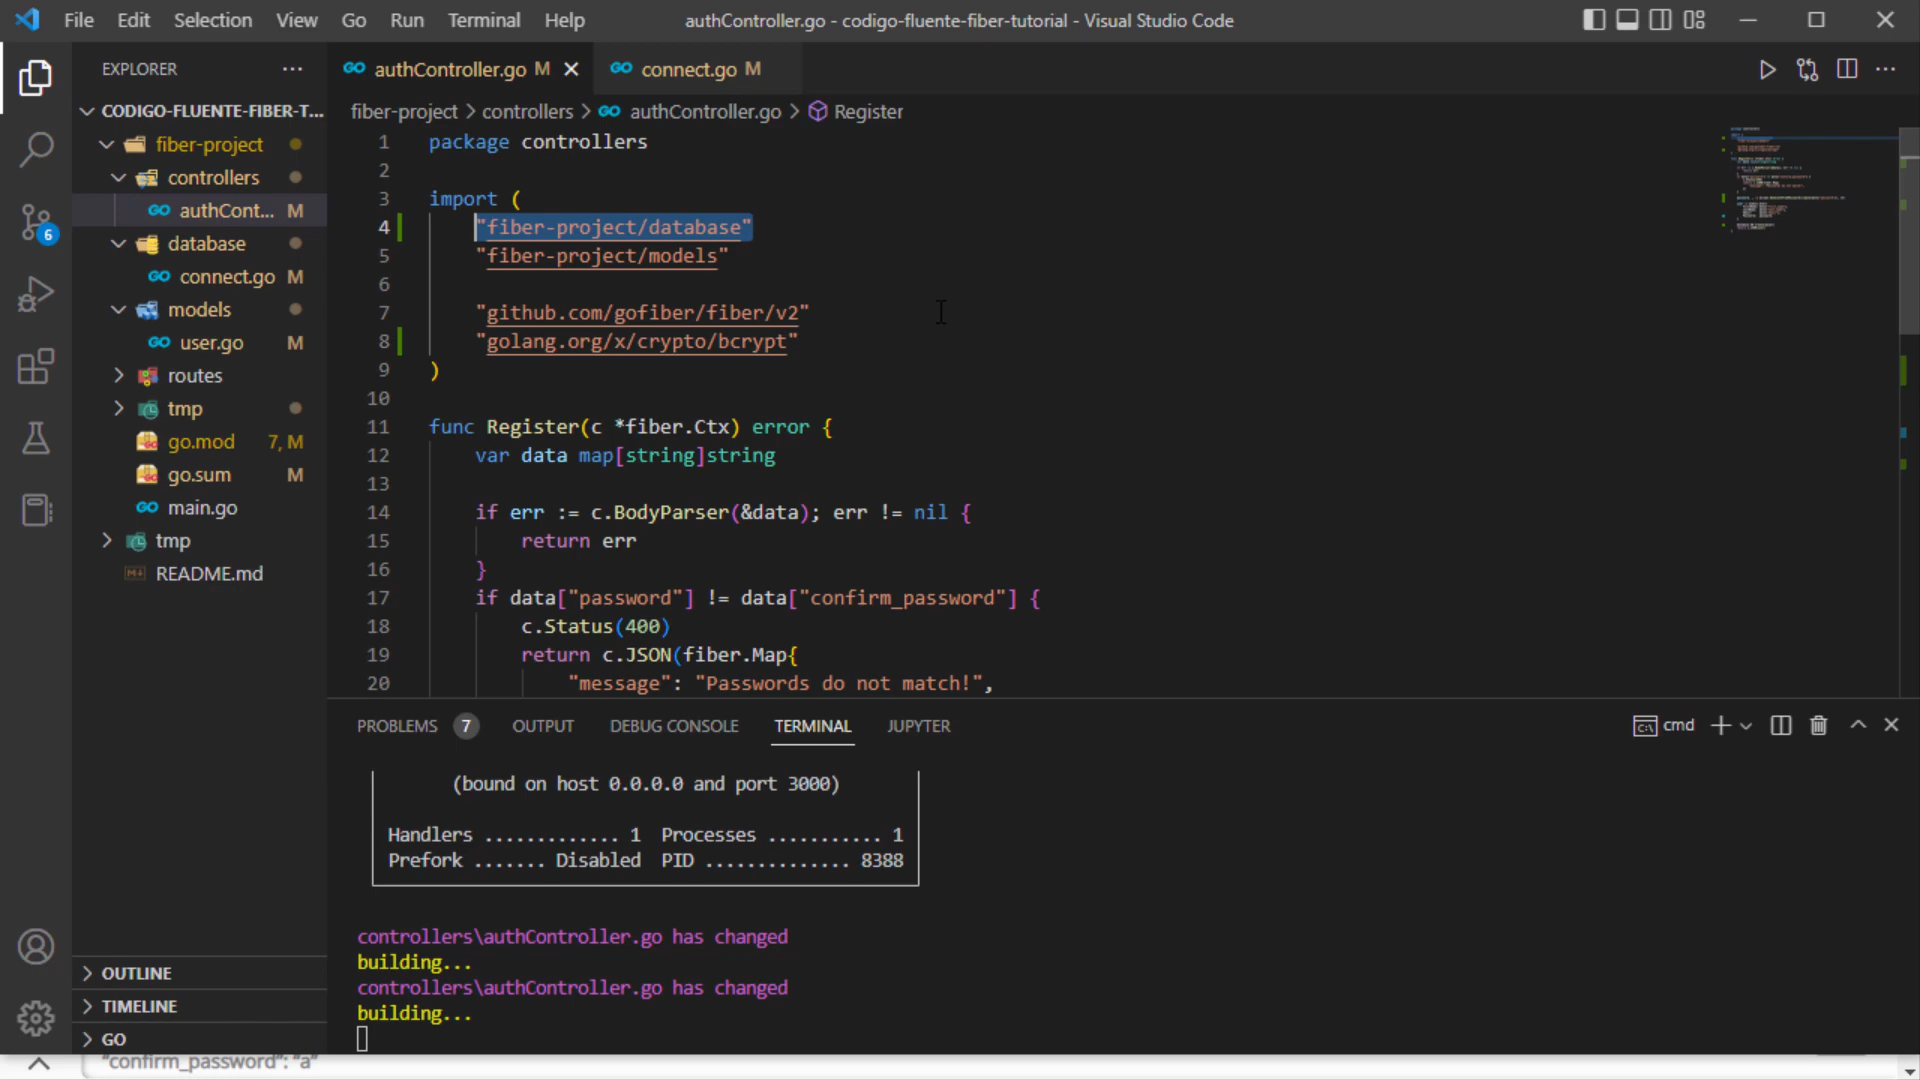 File Edit Selection View Go Run Terminal Help
authController.go - codigo-fluente-fiber-tutorial - Visual Studio Code
EXPLORER
CODIGO-FLUENTE-FIBER-T...
fiber-project
controllers
authCont... M
database
connect.go M
models
user.go M
routes
tmp
go.mod 7, M
go.sum M
main.go
tmp
README.md
OUTLINE
TIMELINE
GO
6
authController.go M
connect.go M
fiber-project > controllers > authController.go > Register
1 package controllers
2
3 import (
4 "fiber-project/database"
5 "fiber-project/models"
6
7 "github.com/gofiber/fiber/v2"
8 "golang.org/x/crypto/bcrypt"
9 )
10
11 func Register(c *fiber.Ctx) error {
12 var data map[string]string
13
14 if err := c.BodyParser(&data); err != nil {
15 return err
16 }
17 if data["password"] != data["confirm_password"] {
18 c.Status(400)
19 return c.JSON(fiber.Map{
20 "message": "Passwords do not match!",
PROBLEMS 7 OUTPUT DEBUG CONSOLE TERMINAL JUPYTER
cmd
(bound on host 0.0.0.0 and port 3000)
Handlers ............. 1 Processes ........... 1
Prefork ....... Disabled PID .............. 8388
controllers\authController.go has changed
building...
controllers\authController.go has changed
building...
"confirm_password": "a"